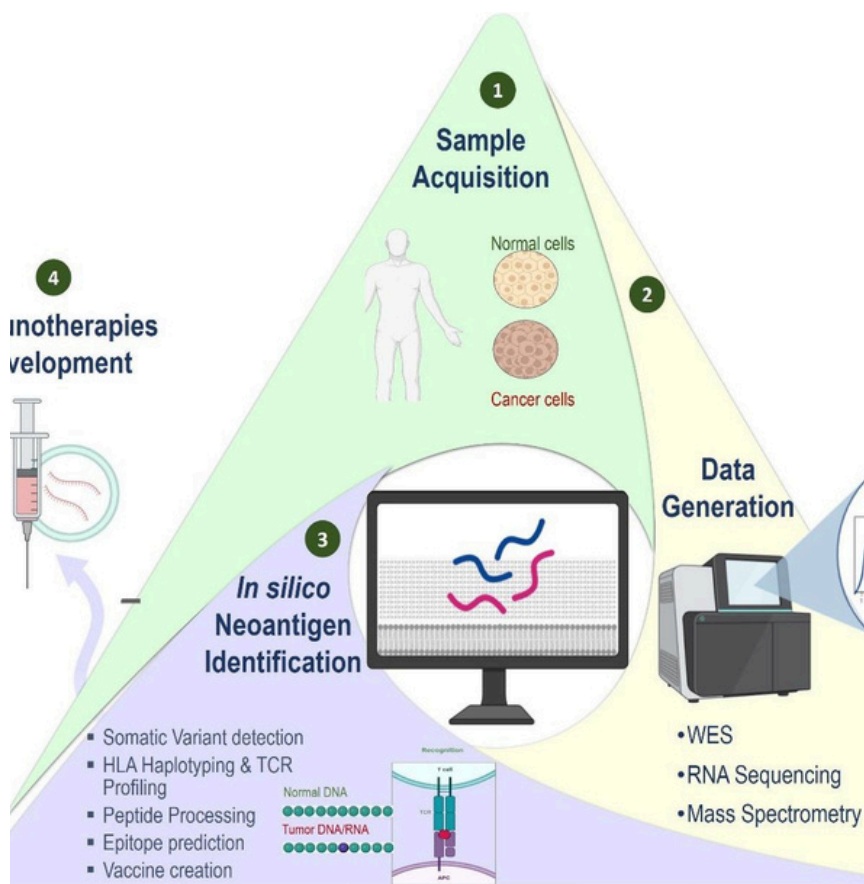 1
Sample
Acquisition
Normal cells
Cancer cells
2
Data
Generation
•WES
•RNA Sequencing
•Mass Spectrometry
3
In silico
Neoantigen
Identification
▪ Somatic Variant detection
▪ HLA Haplotyping & TCR
Profiling
▪ Peptide Processing
▪ Epitope prediction
▪ Vaccine creation
Normal DNA
Tumor DNA/RNA
Recognition
T cell
TCR
APC
4
unotherapies
velopment